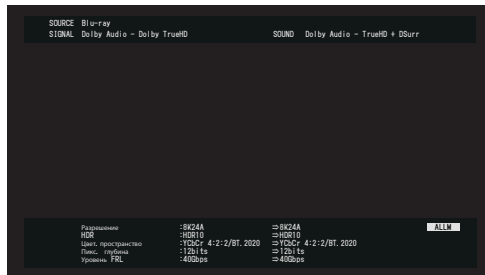 SOURCE Blu-ray
SIGNAL Dolby Audio - Dolby TrueHD SOUND Dolby Audio - TrueHD + DSurr
Разрешение :8K24A ⇒8K24A ALLM
HDR :HDR10 ⇒HDR10
Цвет. пространство :YCbCr 4:2:2/BT.2020 ⇒YCbCr 4:2:2/BT.2020
Пикс. глубина :12bits ⇒12bits
Уровень FRL :40Gbps ⇒40Gbps